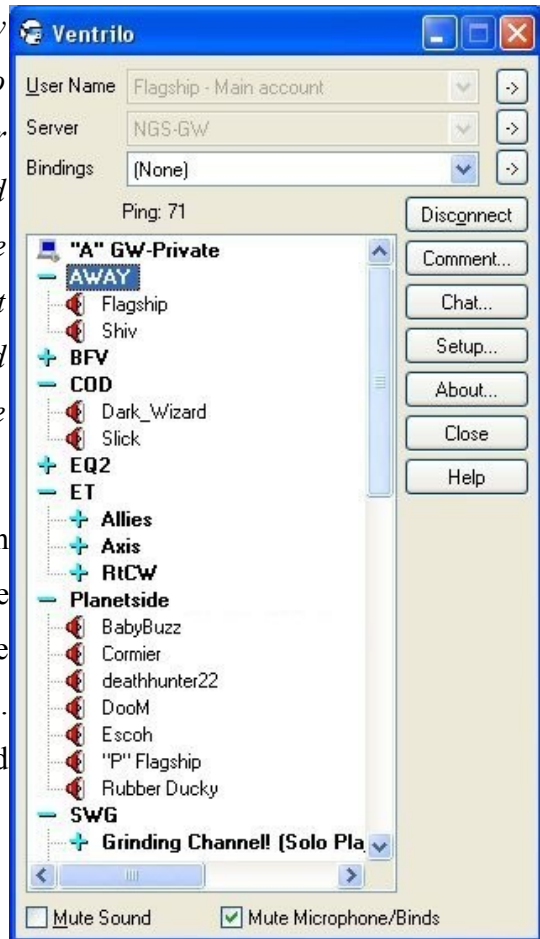 Ventrilo
User Name Flagship - Main account ->
Server NGS-GW ->
Bindings (None) ->
Ping: 71
Disconnect
Comment...
Chat...
Setup...
About...
Close
Help
"A" GW-Private
AWAY
Flagship
Shiv
BFV
COD
Dark_Wizard
Slick
EQ2
ET
Allies
Axis
RtCW
Planetside
BabyBuzz
Cormier
deathhunter22
DooM
Escoh
"P" Flagship
Rubber Ducky
SWG
Grinding Channel! (Solo Pla
Mute Sound
Mute Microphone/Binds